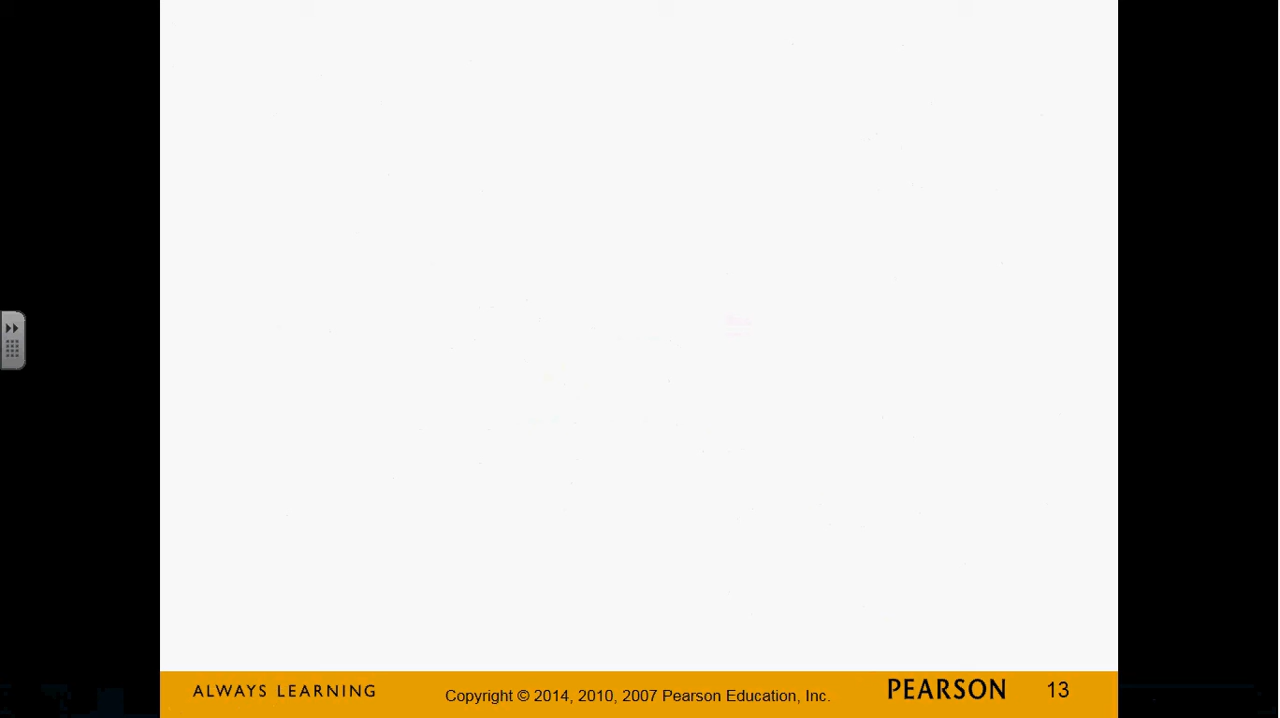 ALWAYS LEARNING
Copyright © 2014, 2010, 2007 Pearson Education, Inc.
PEARSON
13